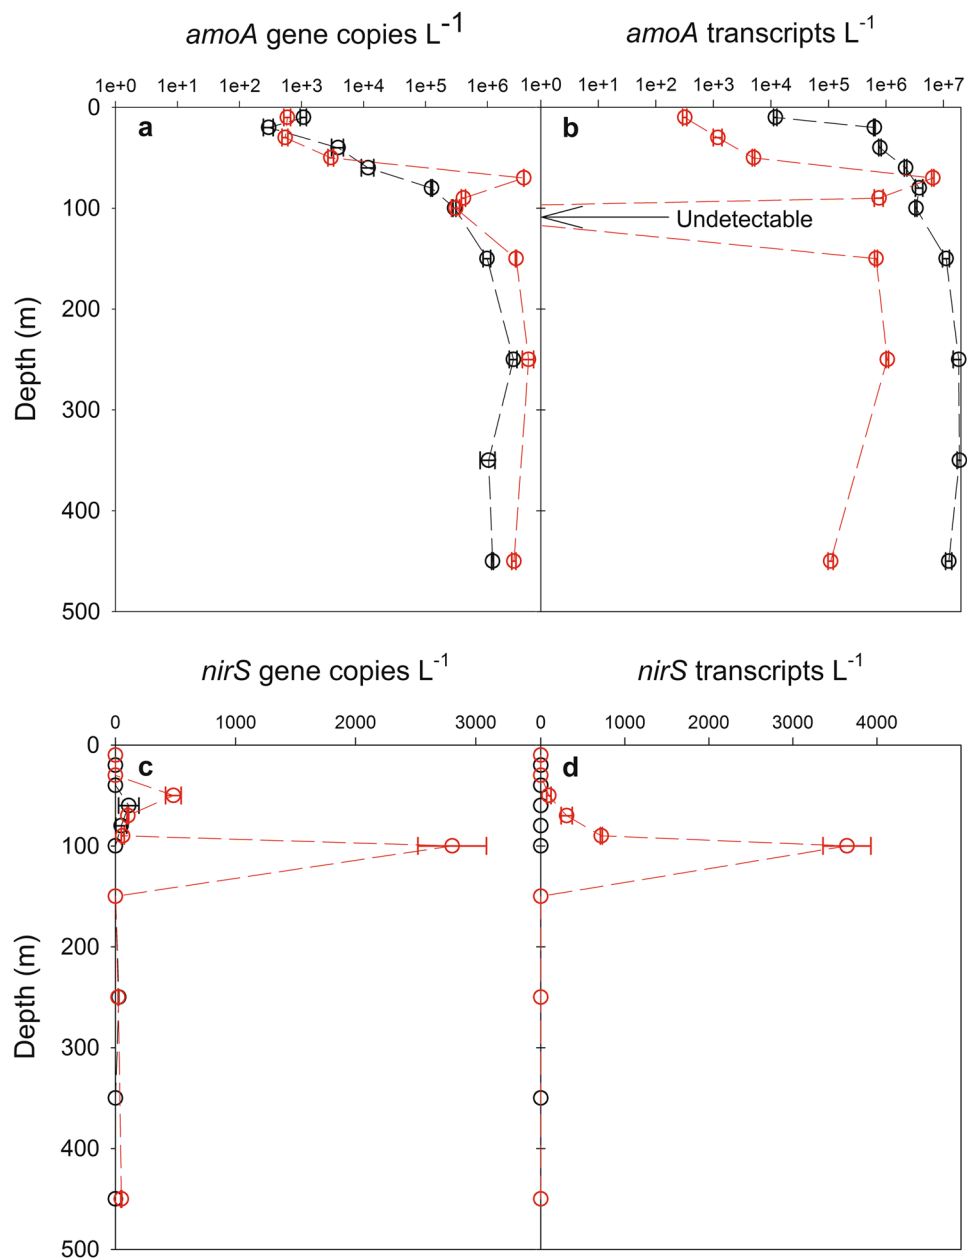 amoA gene copies L-1
amoA transcripts L-1
1e+0 1e+1 1e+2 1e+3 1e+4 1e+5 1e+6 1e+0 1e+1 1e+2 1e+3 1e+4 1e+5 1e+6 1e+7
0
a
b
100
Undetectable
200
Depth (m)
300
400
500
nirS gene copies L-1
nirS transcripts L-1
0 1000 2000 3000 0 1000 2000 3000 4000
0
c
d
100
200
Depth (m)
300
400
500